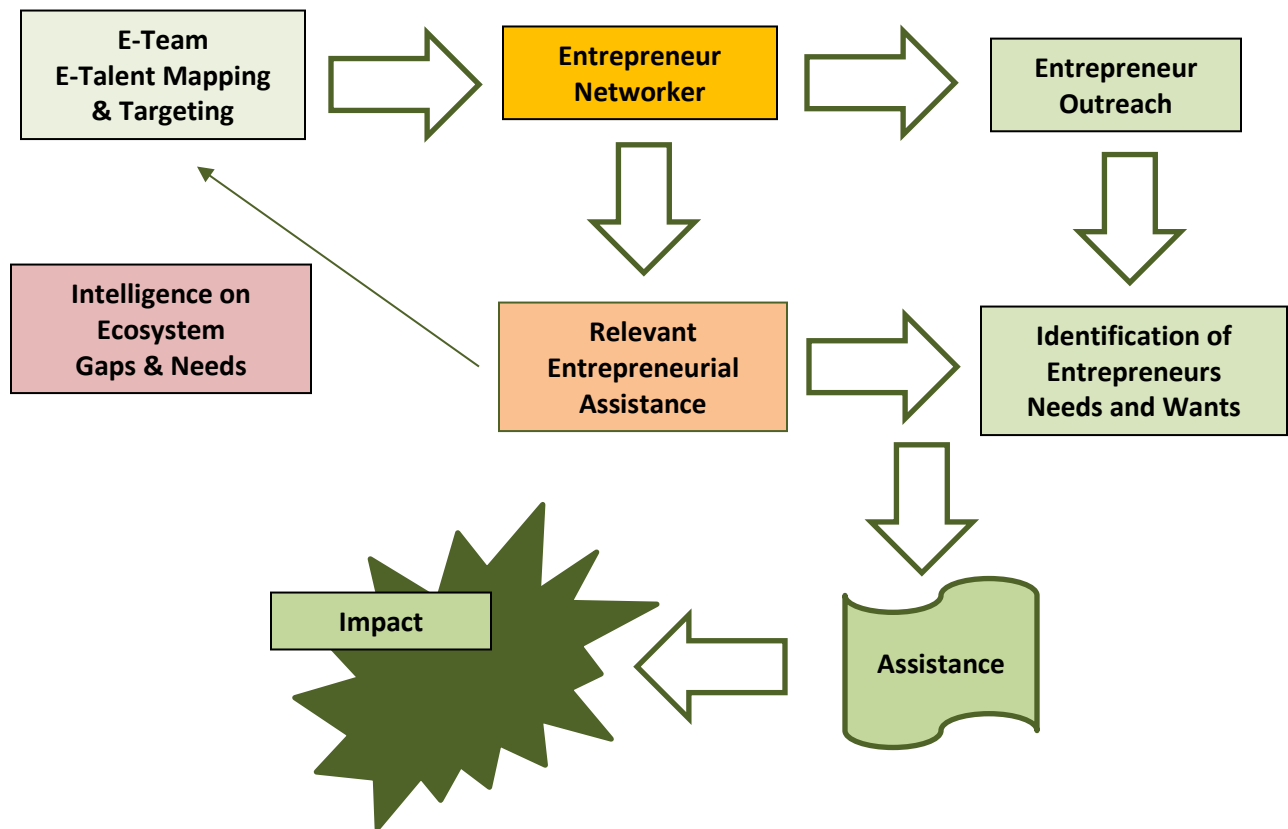 E-Team
E-Talent Mapping
& Targeting
Entrepreneur
Networker
Entrepreneur
Outreach
Intelligence on
Ecosystem
Gaps & Needs
Relevant
Entrepreneurial
Assistance
Identification of
Entrepreneurs
Needs and Wants
Impact
Assistance